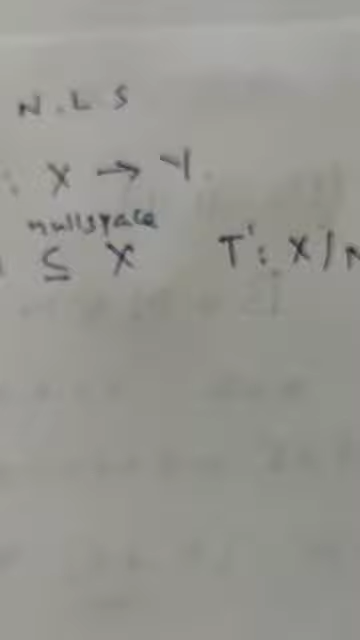 N.L.S
: X → Y.
nullspace
⊆ X T': X/N